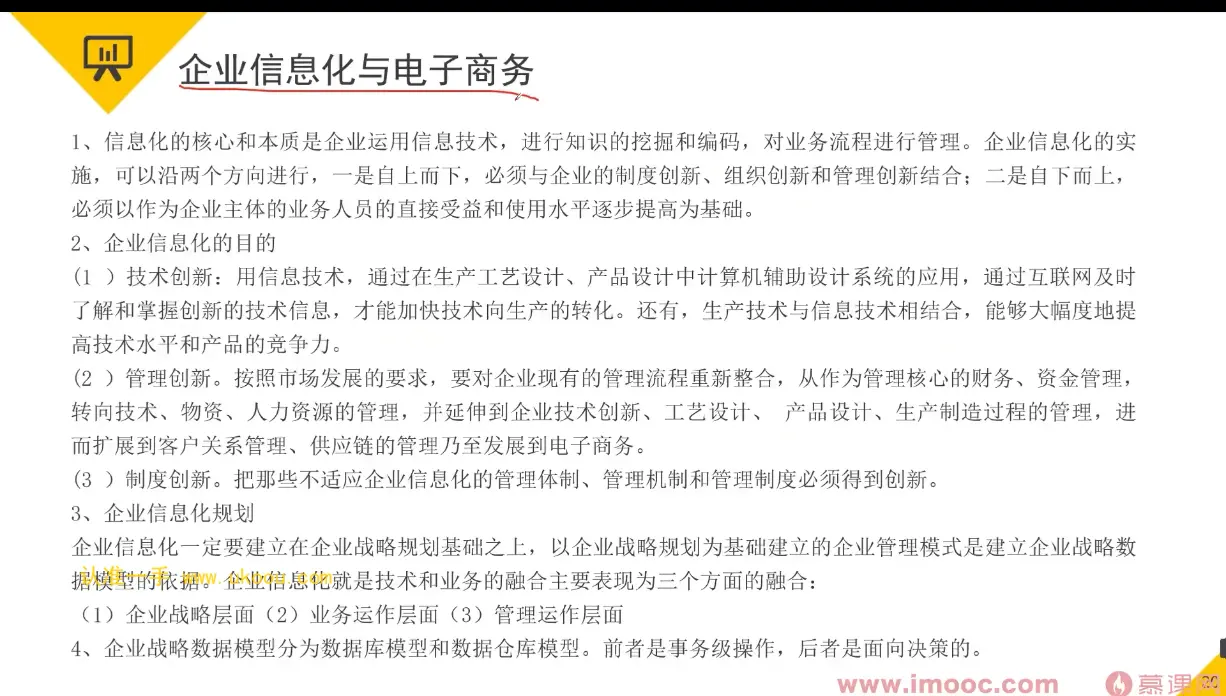 企业信息化与电子商务
1、信息化的核心和本质是企业运用信息技术，进行知识的挖掘和编码，对业务流程进行管理。企业信息化的实
施，可以沿两个方向进行，一是自上而下，必须与企业的制度创新、组织创新和管理创新结合；二是自下而上，
必须以作为企业主体的业务人员的直接受益和使用水平逐步提高为基础。
2、企业信息化的目的
(1 ）技术创新：用信息技术，通过在生产工艺设计、产品设计中计算机辅助设计系统的应用，通过互联网及时
了解和掌握创新的技术信息，才能加快技术向生产的转化。还有，生产技术与信息技术相结合，能够大幅度地提
高技术水平和产品的竞争力。
(2 ）管理创新。按照市场发展的要求，要对企业现有的管理流程重新整合，从作为管理核心的财务、资金管理，
转向技术、物资、人力资源的管理，并延伸到企业技术创新、工艺设计、 产品设计、生产制造过程的管理，进
而扩展到客户关系管理、供应链的管理乃至发展到电子商务。
(3 ）制度创新。把那些不适应企业信息化的管理体制、管理机制和管理制度必须得到创新。
3、企业信息化规划
企业信息化一定要建立在企业战略规划基础之上，以企业战略规划为基础建立的企业管理模式是建立企业战略数
据模型的依据。企业信息化就是技术和业务的融合主要表现为三个方面的融合：
（1）企业战略层面（2）业务运作层面（3）管理运作层面
4、企业战略数据模型分为数据库模型和数据仓库模型。前者是事务级操作，后者是面向决策的。
www.imooc.com
慕课